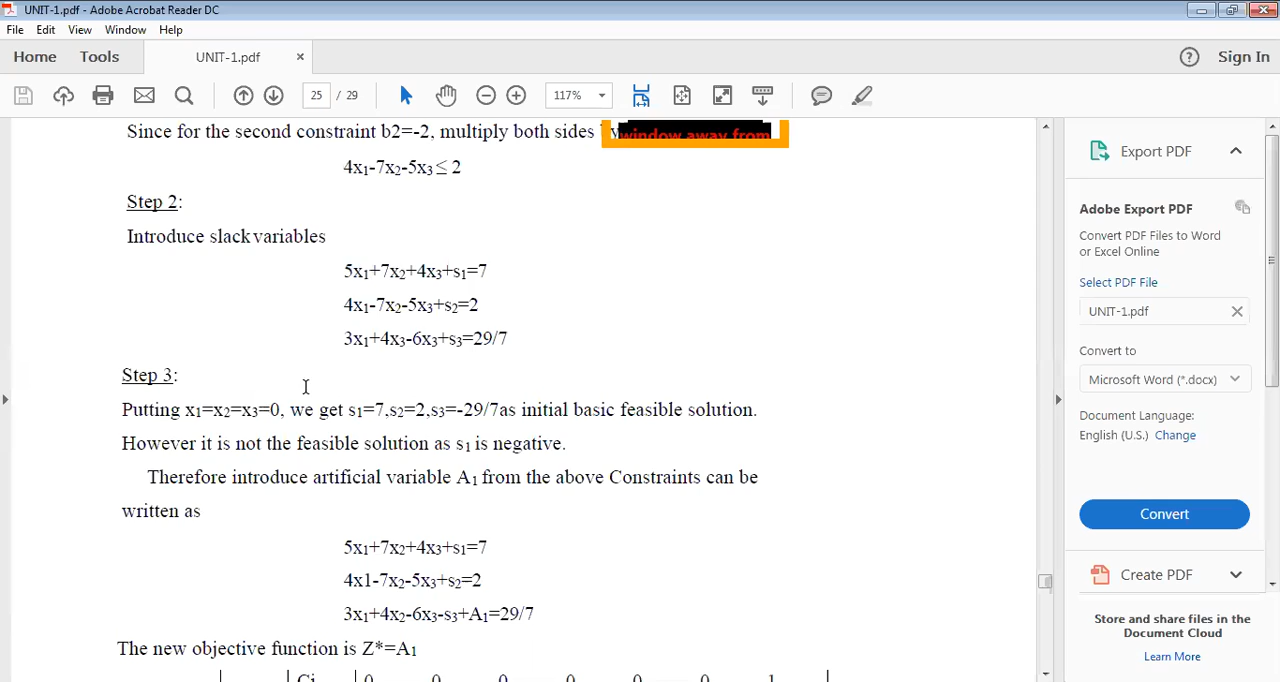 UNIT-1.pdf - Adobe Acrobat Reader DC
File Edit View Window Help
Home Tools UNIT-1.pdf × ? Sign In
25 / 29 117%
Since for the second constraint b2=-2, multiply both sides window away from
4x₁-7x₂-5x₃ ≤ 2
Step 2:
Introduce slack variables
5x₁+7x₂+4x₃+s₁=7
4x₁-7x₂-5x₃+s₂=2
3x₁+4x₃-6x₃+s₃=29/7
Step 3:
Putting x₁=x₂=x₃=0, we get s₁=7,s₂=2,s₃=-29/7as initial basic feasible solution.
However it is not the feasible solution as s₁ is negative.
Therefore introduce artificial variable A₁ from the above Constraints can be
written as
5x₁+7x₂+4x₃+s₁=7
4x1-7x₂-5x₃+s₂=2
3x₁+4x₂-6x₃-s₃+A₁=29/7
The new objective function is Z*=A₁
Export PDF
Adobe Export PDF
Convert PDF Files to Word
or Excel Online
Select PDF File
UNIT-1.pdf ×
Convert to
Microsoft Word (*.docx)
Document Language:
English (U.S.) Change
Convert
Create PDF
Store and share files in the
Document Cloud
Learn More